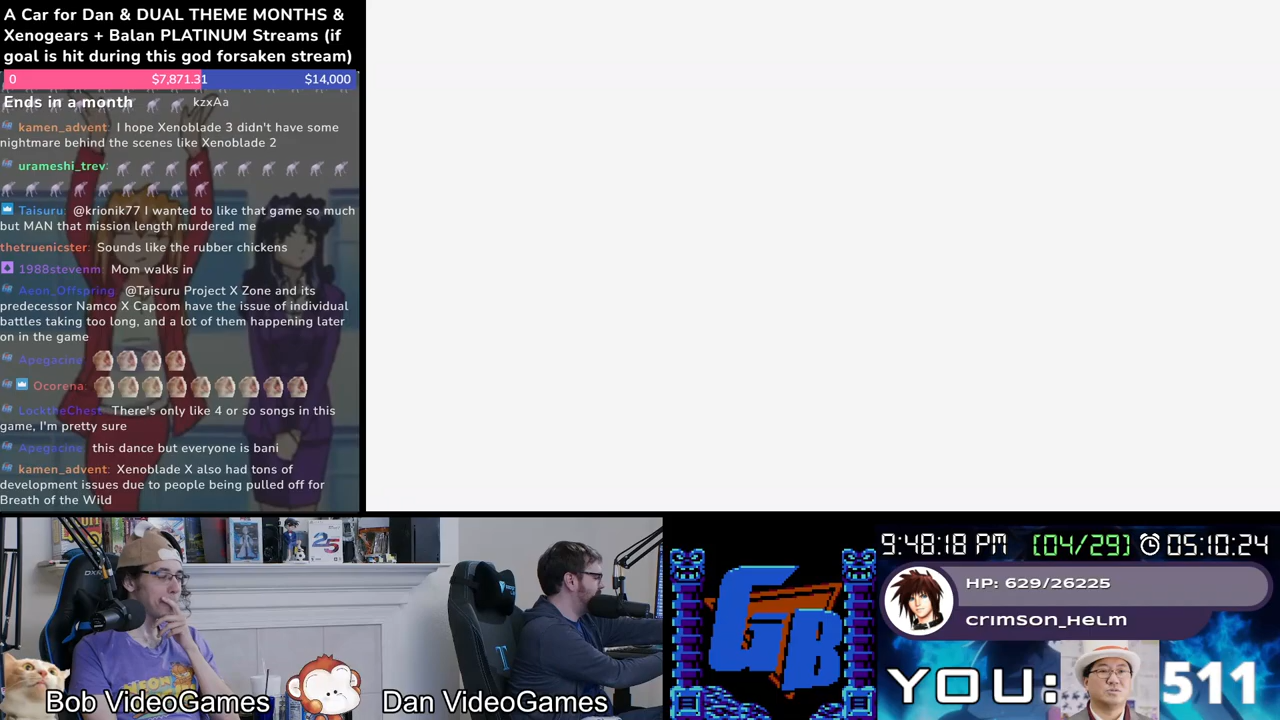 A Car for Dan & DUAL THEME MONTHS &
Xenogears + Balan PLATINUM Streams (if
goal is hit during this god forsaken stream)
0 $7,871.31 $14,000
Ends in a month
kzxAa
kamen_advent: I hope Xenoblade 3 didn't have some
nightmare behind the scenes like Xenoblade 2
urameshi_trev:
Taisuru: @krionik77 I wanted to like that game so much
but MAN that mission length murdered me
thetruenicster: Sounds like the rubber chickens
1988stevenm: Mom walks in
Aeon_Offspring: @Taisuru Project X Zone and its
predecessor Namco X Capcom have the issue of individual
battles taking too long, and a lot of them happening later
on in the game
Apegacine:
Ocorena:
LocktheChest: There's only like 4 or so songs in this
game, I'm pretty sure
Apegacine: this dance but everyone is bani
kamen_advent: Xenoblade X also had tons of
development issues due to people being pulled off for
Breath of the Wild
25
Bob VideoGames
Dan VideoGames
GB
9:48:18 PM [04/29] 05:10:24
HP: 629/26225
crimson_Helm
YOU: 511